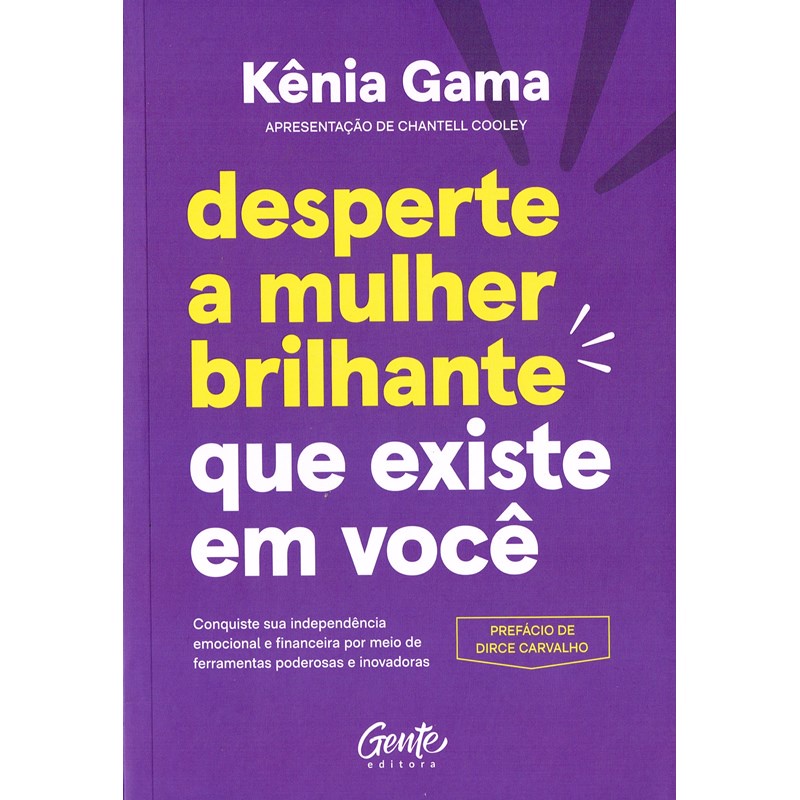 Kênia Gama
APRESENTAÇÃO DE CHANTELL COOLEY
desperte
a mulher
brilhante
que existe
em você
Conquiste sua independência
emocional e financeira por meio de
ferramentas poderosas e inovadoras
PREFÁCIO DE
DIRCE CARVALHO
Gente
editora